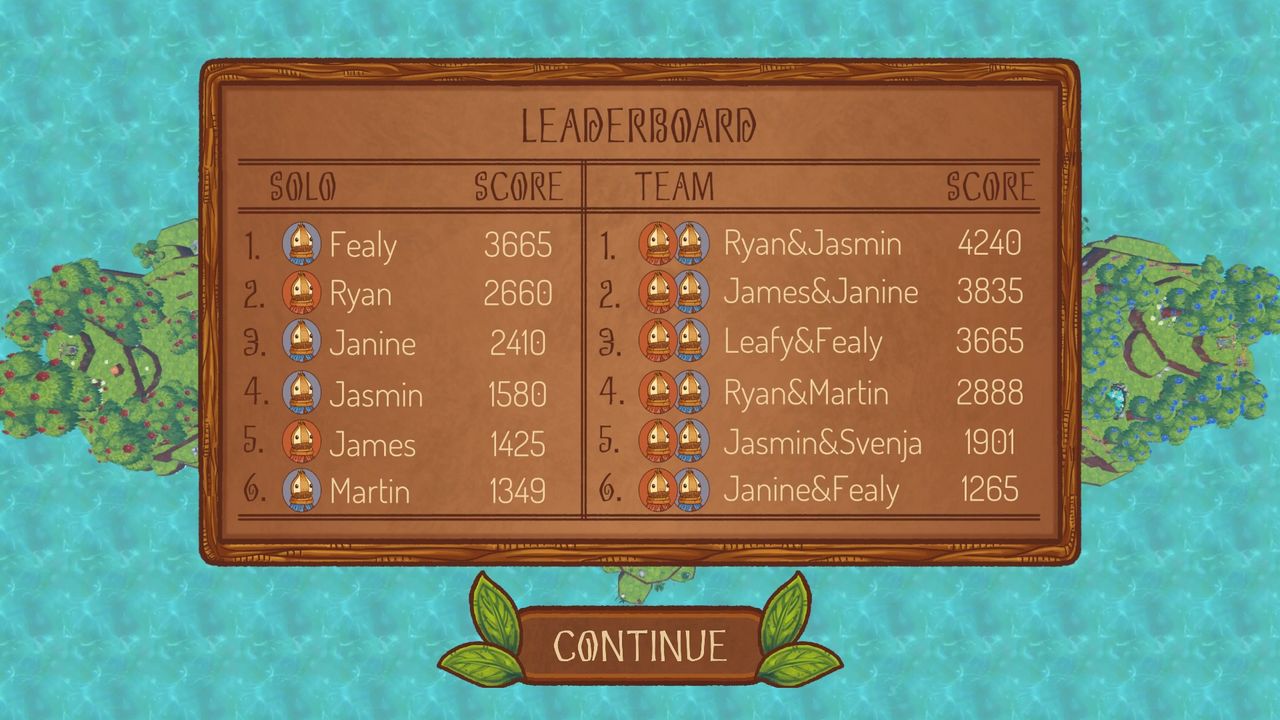 LEADERBOARD
SOLO SCORE TEAM SCORE
1. Fealy 3665 1. Ryan&Jasmin 4240
2. Ryan 2660 2. James&Janine 3835
3. Janine 2410 3. Leafy&Fealy 3665
4. Jasmin 1580 4. Ryan&Martin 2888
5. James 1425 5. Jasmin&Svenja 1901
6. Martin 1349 6. Janine&Fealy 1265
CONTINUE